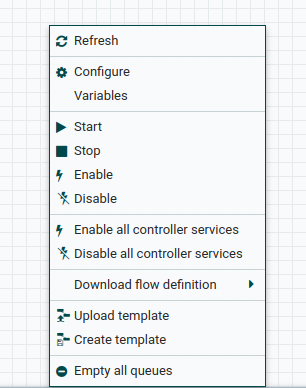 Refresh
Configure
Variables
Start
Stop
Enable
Disable
Enable all controller services
Disable all controller services
Download flow definition
Upload template
Create template
Empty all queues